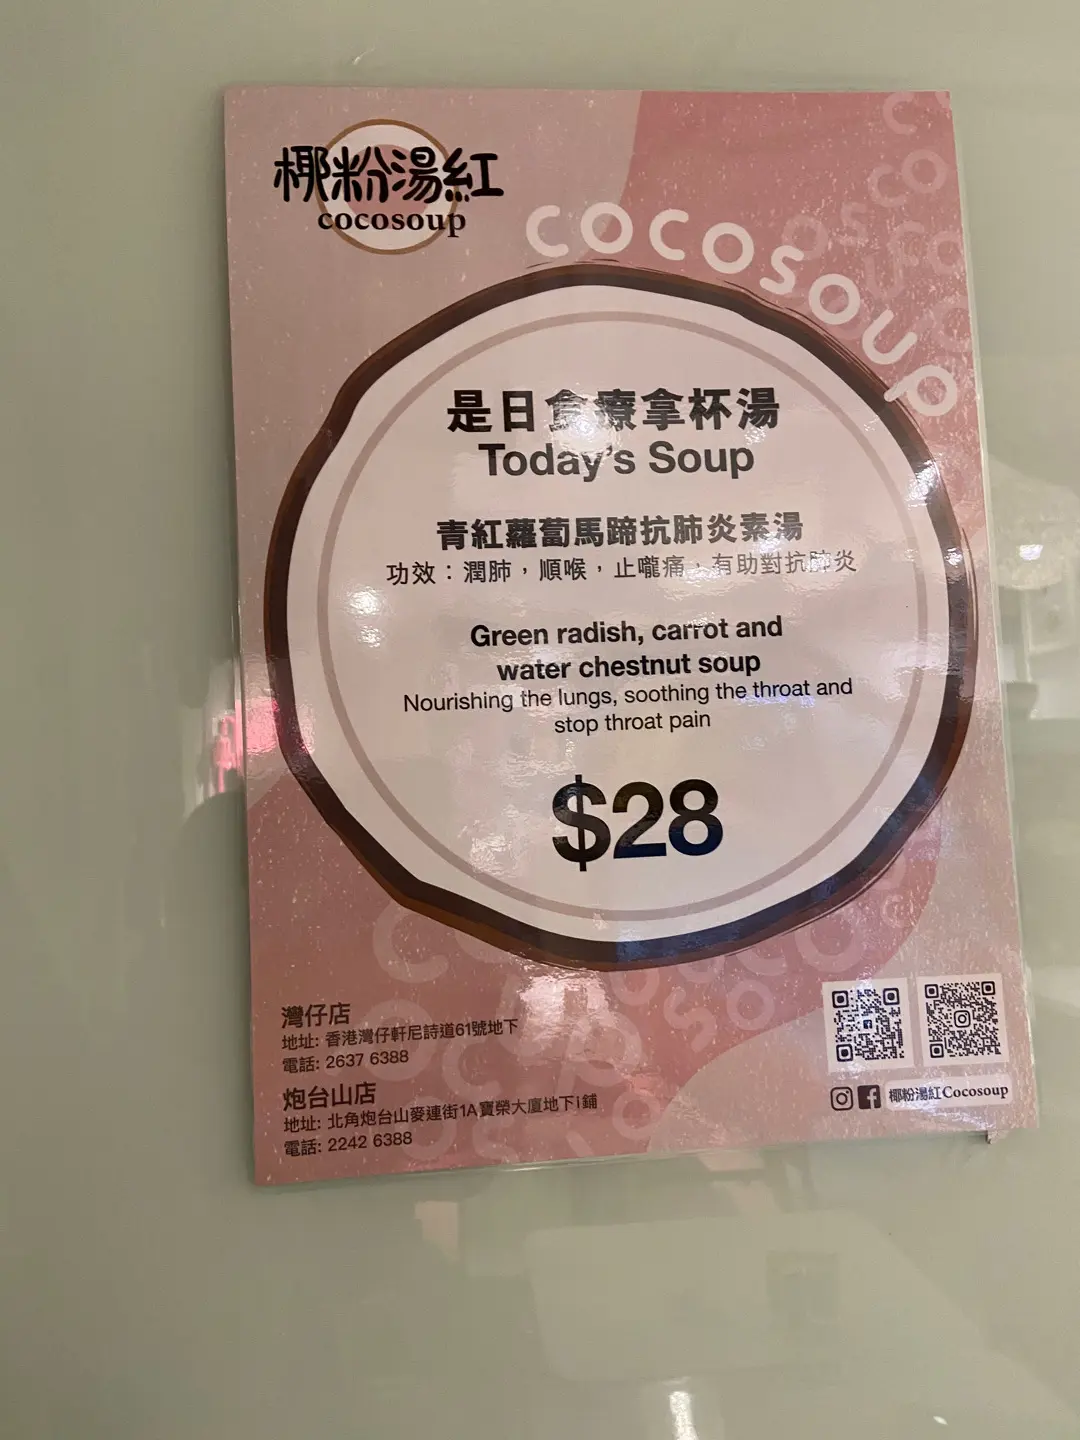 椰粉湯紅
cocosoup
cocosoup
是日食療拿杯湯
Today's Soup
青紅蘿蔔馬蹄抗肺炎素湯
功效：潤肺，順喉，止嚨痛，有助對抗肺炎
Green radish, carrot and
water chestnut soup
Nourishing the lungs, soothing the throat and
stop throat pain
$28
灣仔店
地址: 香港灣仔軒尼詩道61號地下
電話: 2637 6388
炮台山店
地址: 北角炮台山麥連街1A寶榮大廈地下i鋪
電話: 2242 6388
椰粉湯紅Cocosoup